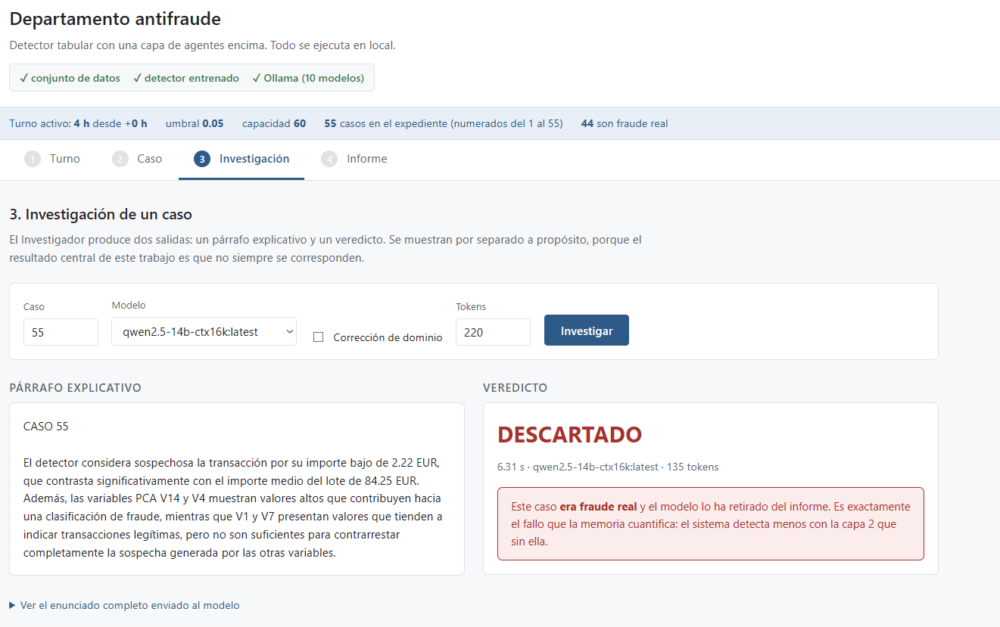 Departamento antifraude
Detector tabular con una capa de agentes encima. Todo se ejecuta en local.
✓ conjunto de datos ✓ detector entrenado ✓ Ollama (10 modelos)
Turno activo: 4 h desde +0 h umbral 0.05 capacidad 60 55 casos en el expediente (numerados del 1 al 55) 44 son fraude real
1 Turno 2 Caso 3 Investigación 4 Informe
3. Investigación de un caso
El Investigador produce dos salidas: un párrafo explicativo y un veredicto. Se muestran por separado a propósito, porque el
resultado central de este trabajo es que no siempre se corresponden.
Caso Modelo Tokens
55 qwen2.5-14b-ctx16k:latest Corrección de dominio 220 Investigar
PÁRRAFO EXPLICATIVO
CASO 55
El detector considera sospechosa la transacción por su importe bajo de 2.22 EUR,
que contrasta significativamente con el importe medio del lote de 84.25 EUR.
Además, las variables PCA V14 y V4 muestran valores altos que contribuyen hacia
una clasificación de fraude, mientras que V1 y V7 presentan valores que tienden a
indicar transacciones legítimas, pero no son suficientes para contrarrestar
completamente la sospecha generada por las otras variables.
VEREDICTO
DESCARTADO
6.31 s · qwen2.5-14b-ctx16k:latest · 135 tokens
Este caso era fraude real y el modelo lo ha retirado del informe. Es exactamente
el fallo que la memoria cuantifica: el sistema detecta menos con la capa 2 que
sin ella.
▶ Ver el enunciado completo enviado al modelo